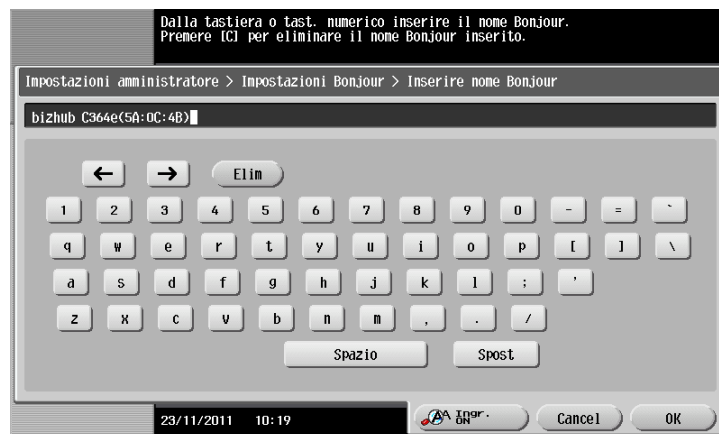 Dalla tastiera o tast. numerico inserire il nome Bonjour.
Premere [C] per eliminare il nome Bonjour inserito.
Impostazioni amministratore > Impostazioni Bonjour > Inserire nome Bonjour
bizhub C364e(5A:0C:4B)
← → Elim
1 2 3 4 5 6 7 8 9 0 - = `
q w e r t y u i o p [ ] \
a s d f g h j k l ; '
z x c v b n m , . /
Spazio Spost
23/11/2011 10:19 AA Ingr. ON Cancel OK